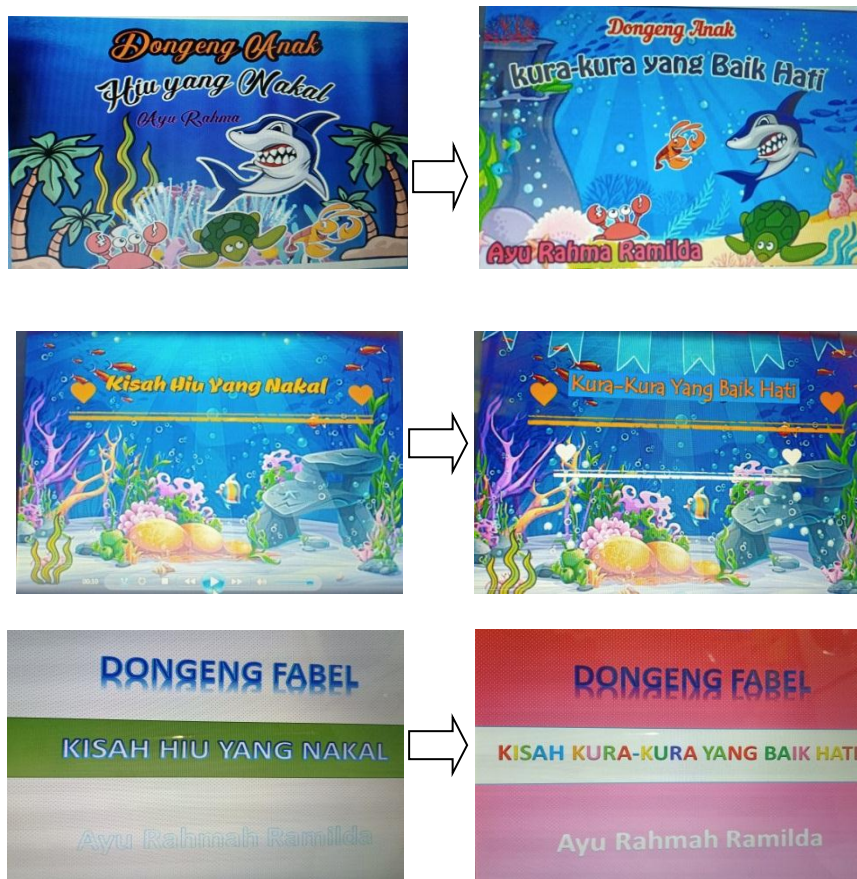 Dongeng Anak
Hiu yang Nakal
Ayu Rahma
Dongeng Anak
kura-kura yang Baik Hati
Ayu Rahma Ramilda
Kisah Hiu Yang Nakal
00:10
Kura-Kura Yang Baik Hati
DONGENG FABEL
KISAH HIU YANG NAKAL
Ayu Rahmah Ramilda
DONGENG FABEL
KISAH KURA-KURA YANG BAIK HATI
Ayu Rahmah Ramilda